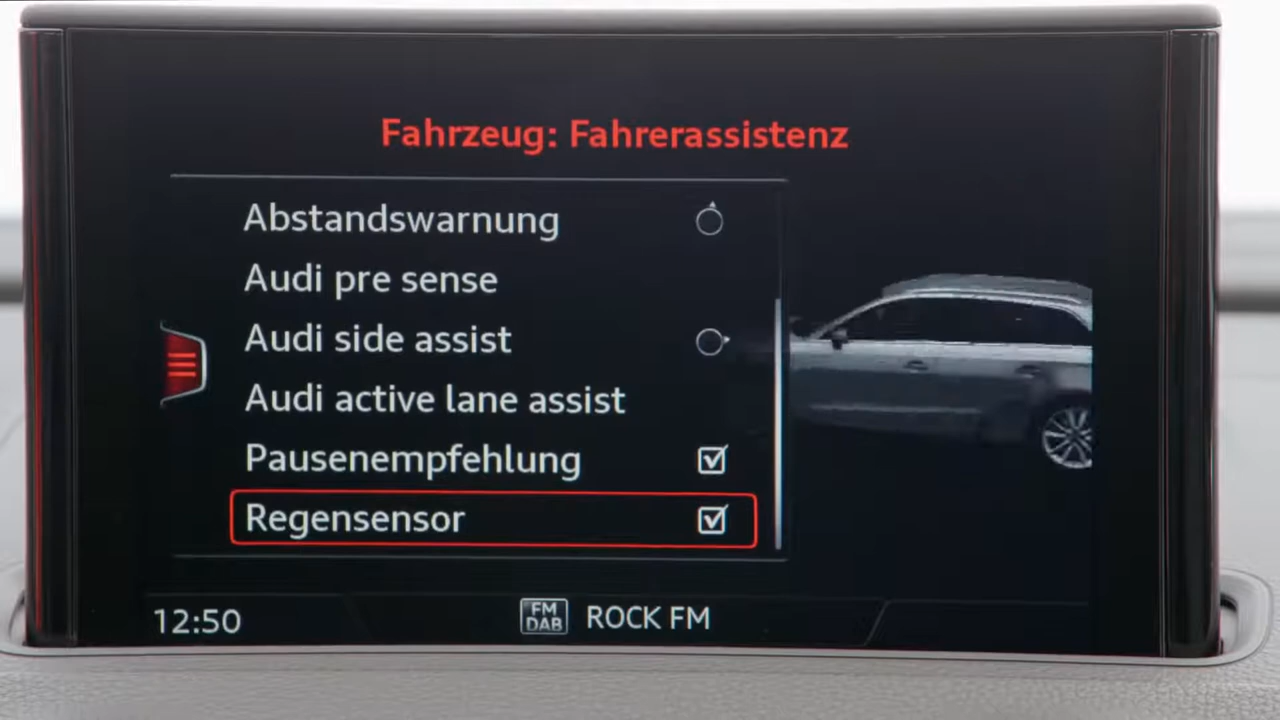 Fahrzeug: Fahrerassistenz
Abstandswarnung
Audi pre sense
Audi side assist
Audi active lane assist
Pausenempfehlung
Regensensor
12:50
FM
DAB
ROCK FM